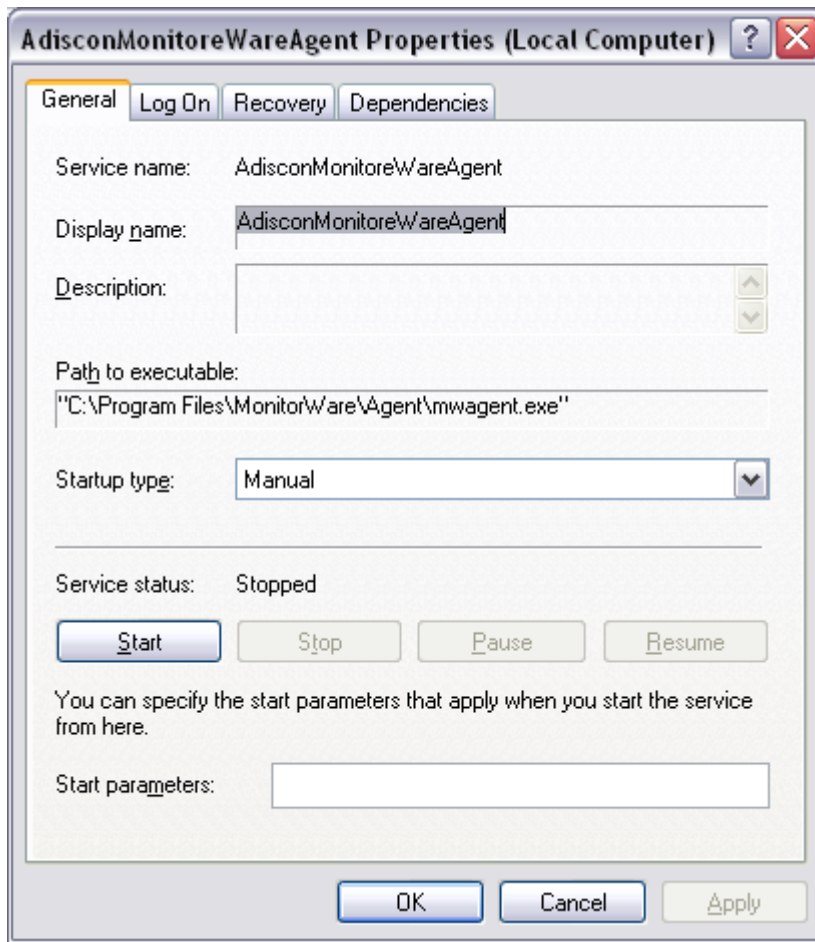 AdisconMonitoreWareAgent Properties (Local Computer)
General Log On Recovery Dependencies
Service name: AdisconMonitoreWareAgent
Display name: AdisconMonitoreWareAgent
Description:
Path to executable:
"C:\Program Files\MonitorWare\Agent\mwagent.exe"
Startup type: Manual
Service status: Stopped
Start Stop Pause Resume
You can specify the start parameters that apply when you start the service
from here.
Start parameters:
OK Cancel Apply